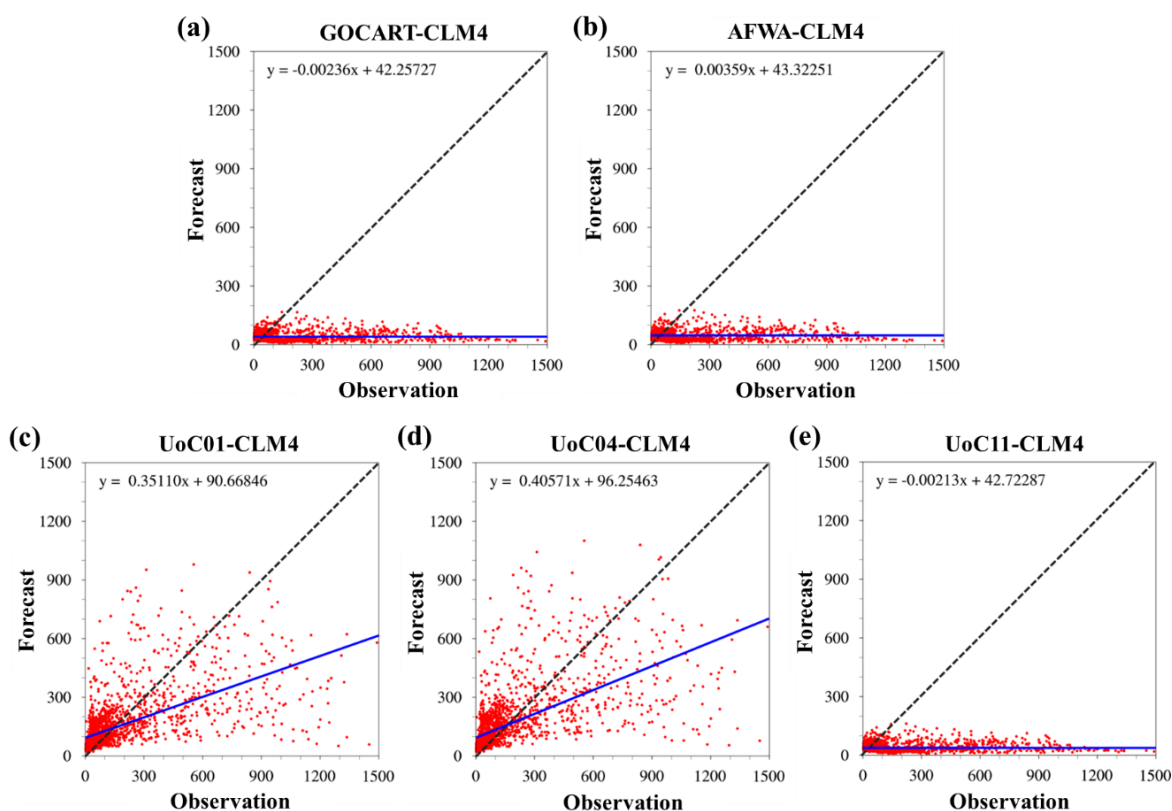 (a) GOCART-CLM4
y = -0.00236x + 42.25727
1500
1200
900
600
300
0
Forecast
0 300 600 900 1200 1500
Observation
(b) AFWA-CLM4
y = 0.00359x + 43.32251
1500
1200
900
600
300
0
Forecast
0 300 600 900 1200 1500
Observation
(c) UoC01-CLM4
y = 0.35110x + 90.66846
1500
1200
900
600
300
0
Forecast
0 300 600 900 1200 1500
Observation
(d) UoC04-CLM4
y = 0.40571x + 96.25463
1500
1200
900
600
300
0
Forecast
0 300 600 900 1200 1500
Observation
(e) UoC11-CLM4
y = -0.00213x + 42.72287
1500
1200
900
600
300
0
Forecast
0 300 600 900 1200 1500
Observation